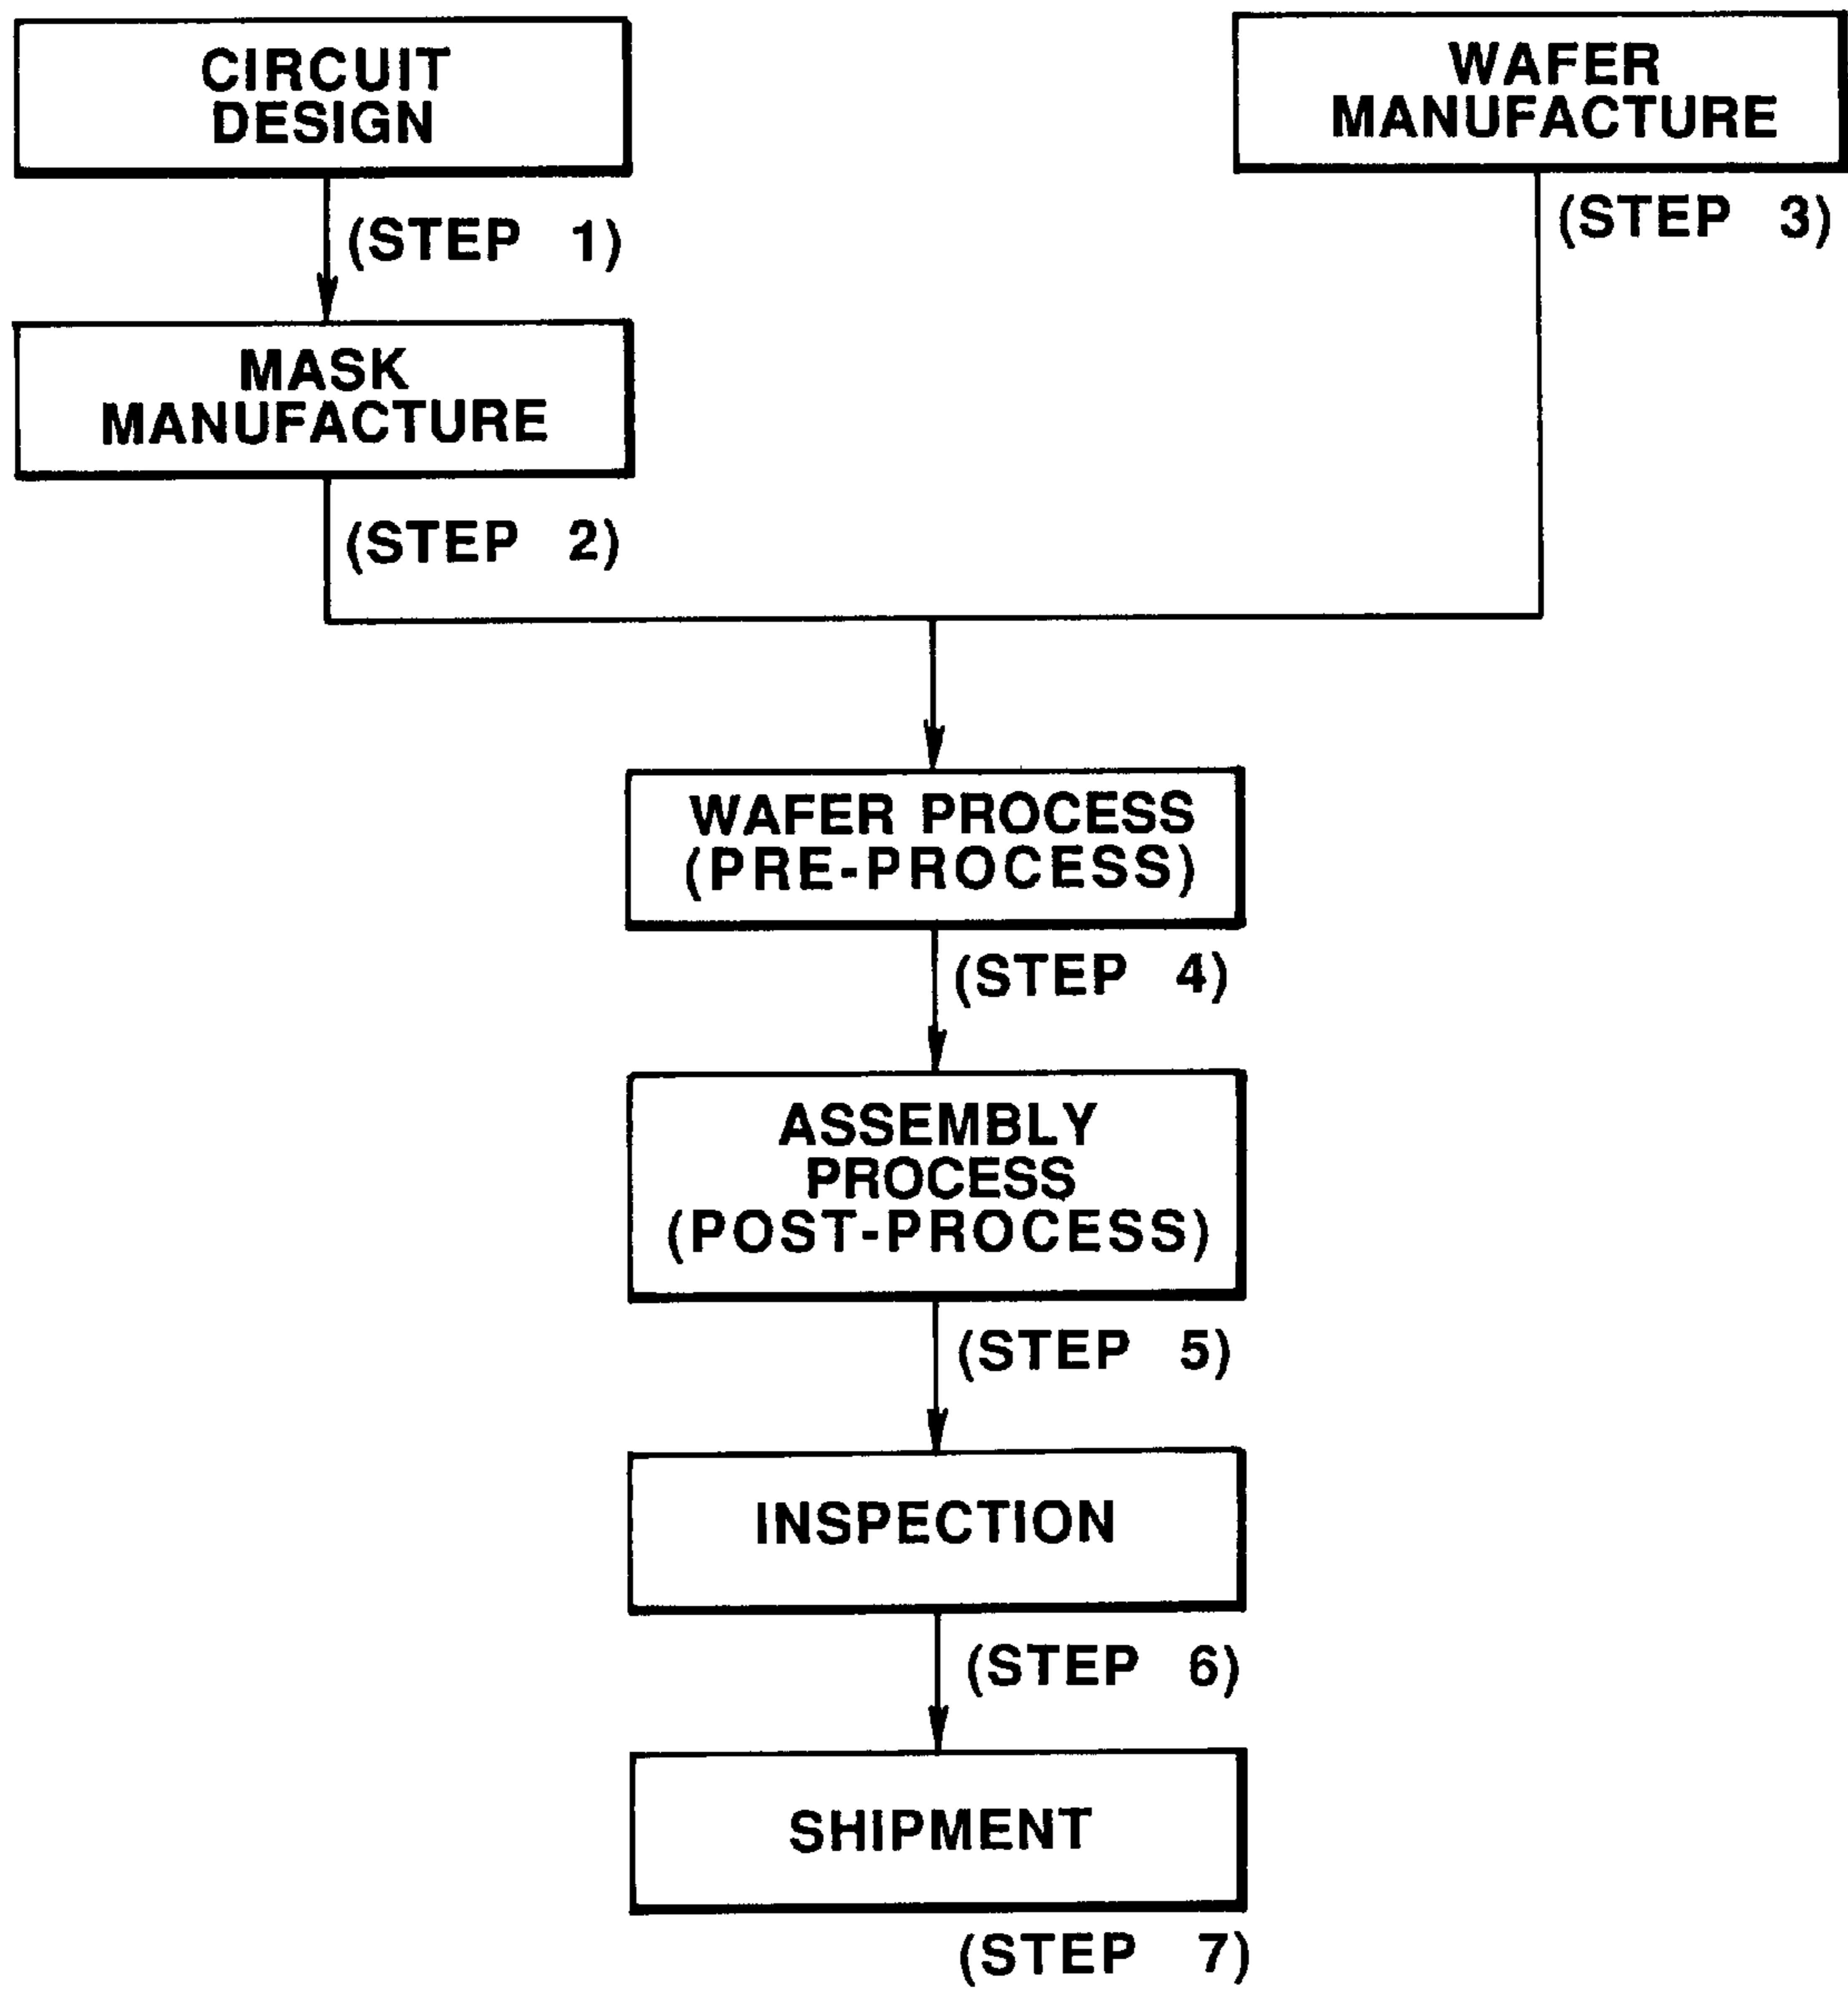 CIRCUIT
DESIGN
(STEP 1)
MASK
MANUFACTURE
(STEP 2)
WAFER
MANUFACTURE
(STEP 3)
WAFER PROCESS
(PRE-PROCESS)
(STEP 4)
ASSEMBLY
PROCESS
(POST-PROCESS)
(STEP 5)
INSPECTION
(STEP 6)
SHIPMENT
(STEP 7)